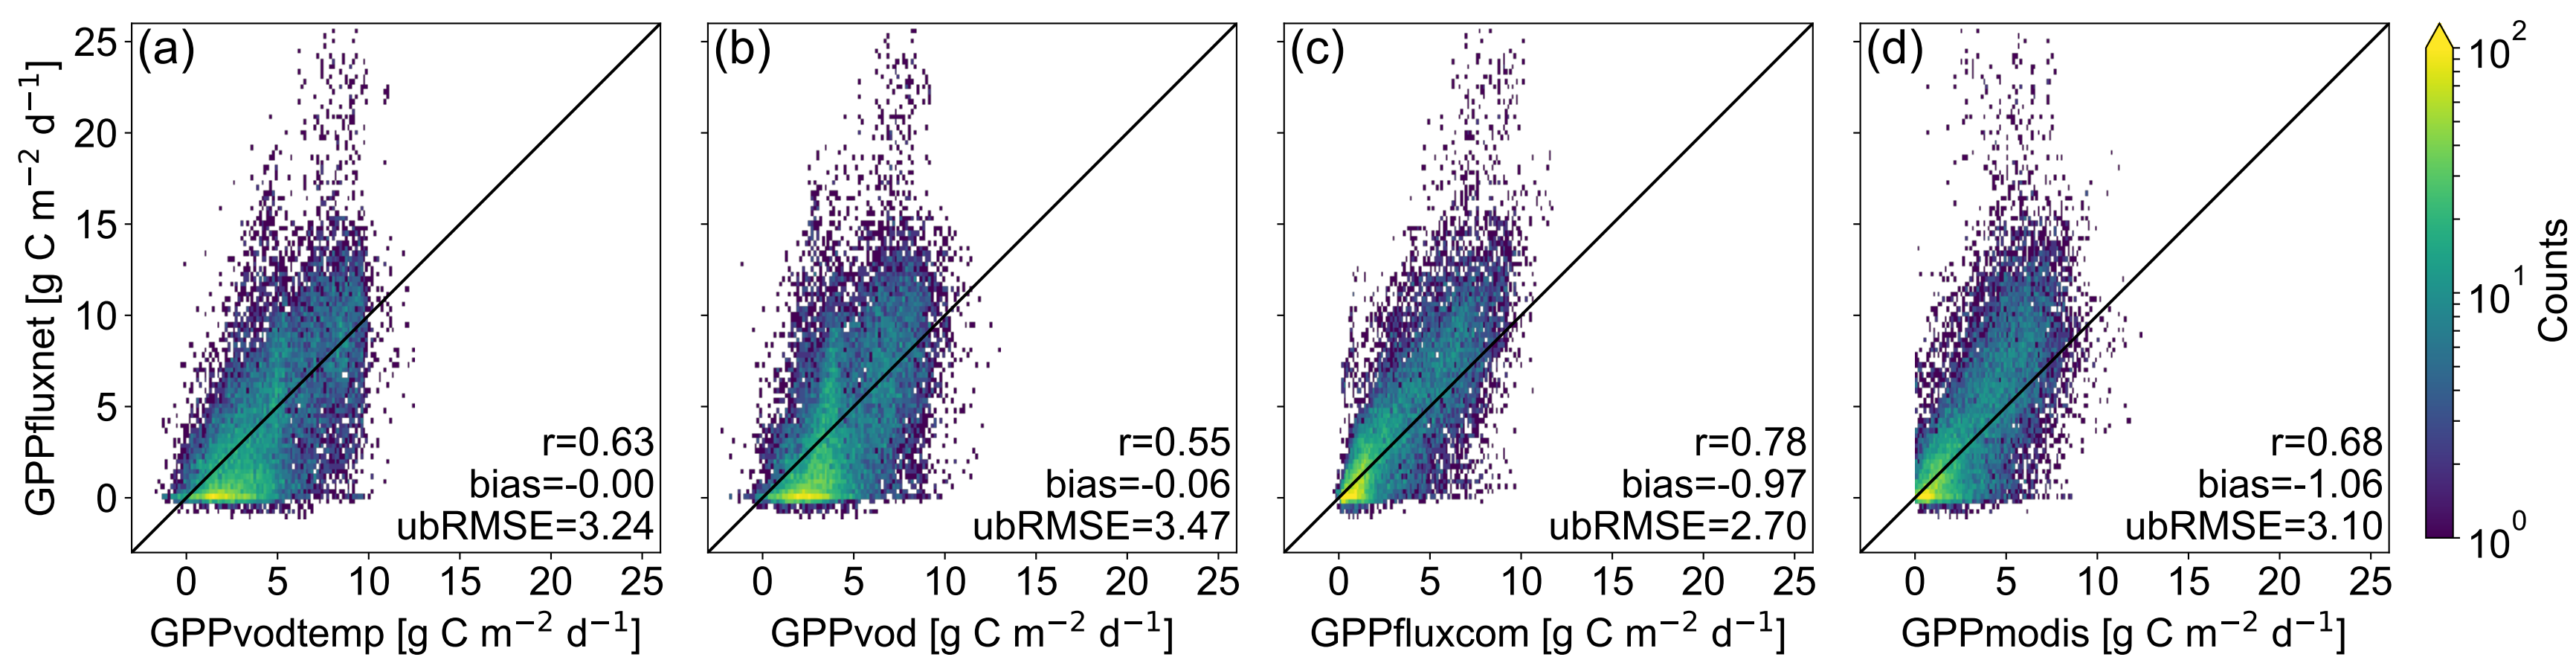 GPPfluxnet [g C m⁻² d⁻¹]
25
20
15
10
5
0
(a)
r=0.63
bias=-0.00
ubRMSE=3.24
0 5 10 15 20 25
GPPvodtemp [g C m⁻² d⁻¹]
(b)
r=0.55
bias=-0.06
ubRMSE=3.47
0 5 10 15 20 25
GPPvod [g C m⁻² d⁻¹]
(c)
r=0.78
bias=-0.97
ubRMSE=2.70
0 5 10 15 20 25
GPPfluxcom [g C m⁻² d⁻¹]
(d)
r=0.68
bias=-1.06
ubRMSE=3.10
0 5 10 15 20 25
GPPmodis [g C m⁻² d⁻¹]
10²
10¹
10⁰
Counts